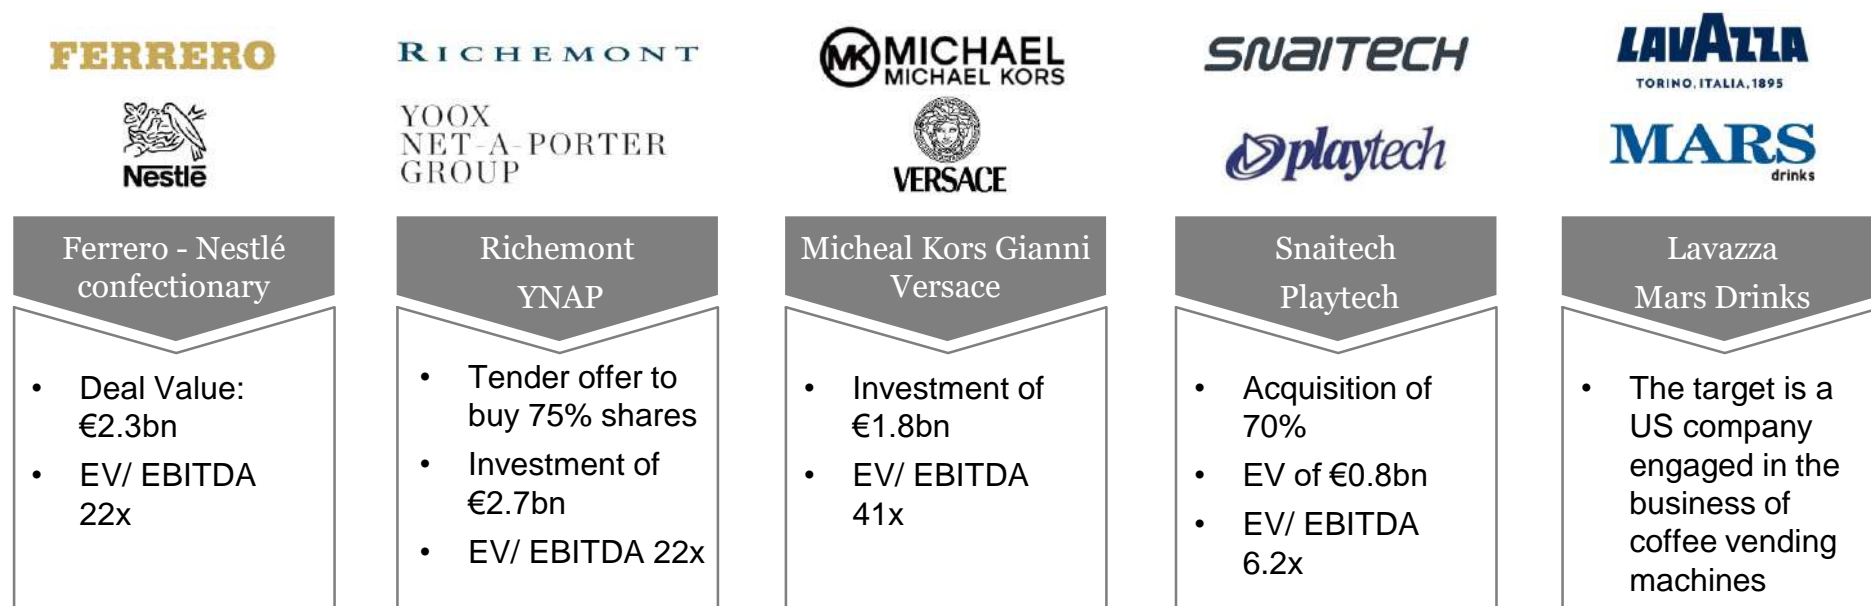 FERRERO
Nestlē
Ferrero - Nestlé
confectionary
• Deal Value:
€2.3bn
• EV/ EBITDA
22x
RICHEMONT
YOOX
NET-A-PORTER
GROUP
Richemont
YNAP
• Tender offer to
buy 75% shares
• Investment of
€2.7bn
• EV/ EBITDA 22x
MK MICHAEL
MICHAEL KORS
VERSACE
Micheal Kors Gianni
Versace
• Investment of
€1.8bn
• EV/ EBITDA
41x
SNAITECH
playtech
Snaitech
Playtech
• Acquisition of
70%
• EV of €0.8bn
• EV/ EBITDA
6.2x
LAVAZZA
TORINO, ITALIA, 1895
MARS
drinks
Lavazza
Mars Drinks
• The target is a
US company
engaged in the
business of
coffee vending
machines